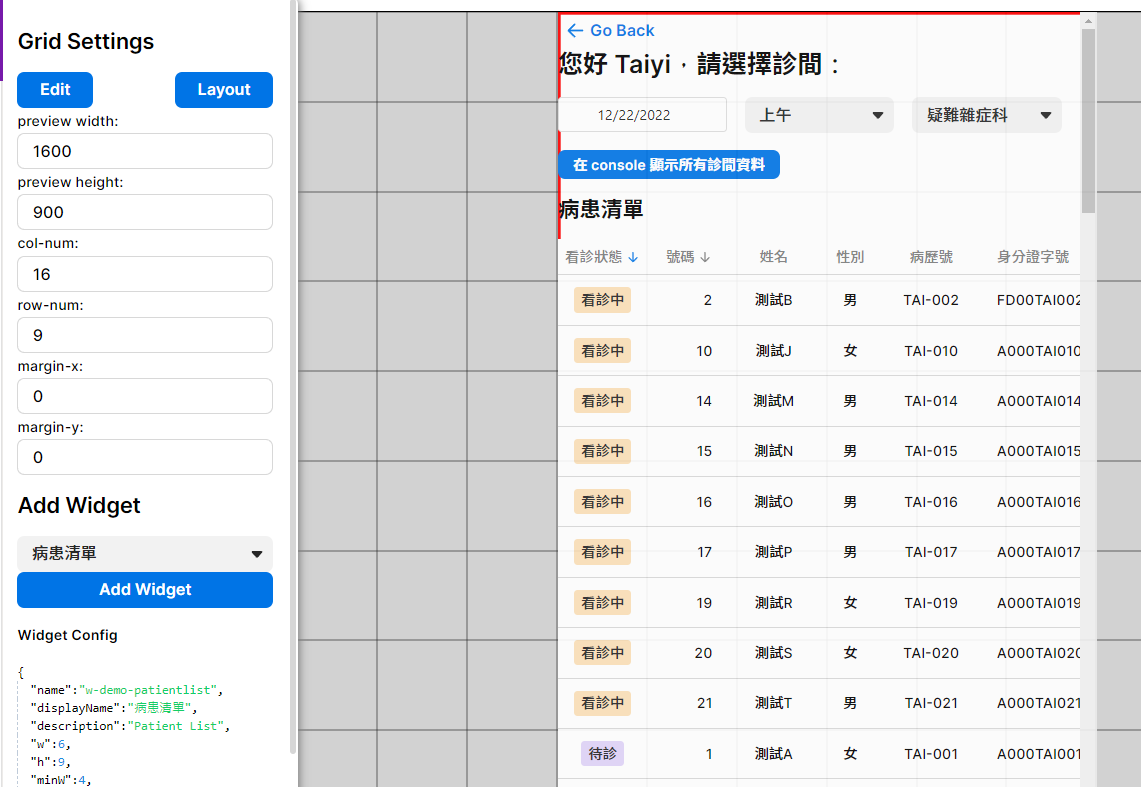 Grid Settings
Edit
Layout
preview width:
1600
preview height:
900
col-num:
16
row-num:
9
margin-x:
0
margin-y:
0
Add Widget
病患清單
Add Widget
Widget Config
{
"name":"w-demo-patientlist",
"displayName":"病患清單",
"description":"Patient List",
"w":6,
"h":9,
"minW":4,
← Go Back
您好 Taiyi，請選擇診間：
12/22/2022 上午 疑難雜症科
在 console 顯示所有診間資料
病患清單
看診狀態 ↓ 號碼 ↓ 姓名 性別 病歷號 身分證字號
看診中 2 測試B 男 TAI-002 FD00TAI002
看診中 10 測試J 女 TAI-010 A000TAI010
看診中 14 測試M 男 TAI-014 A000TAI014
看診中 15 測試N 男 TAI-015 A000TAI015
看診中 16 測試O 男 TAI-016 A000TAI016
看診中 17 測試P 男 TAI-017 A000TAI017
看診中 19 測試R 女 TAI-019 A000TAI019
看診中 20 測試S 女 TAI-020 A000TAI020
看診中 21 測試T 男 TAI-021 A000TAI021
待診 1 測試A 女 TAI-001 A000TAI001